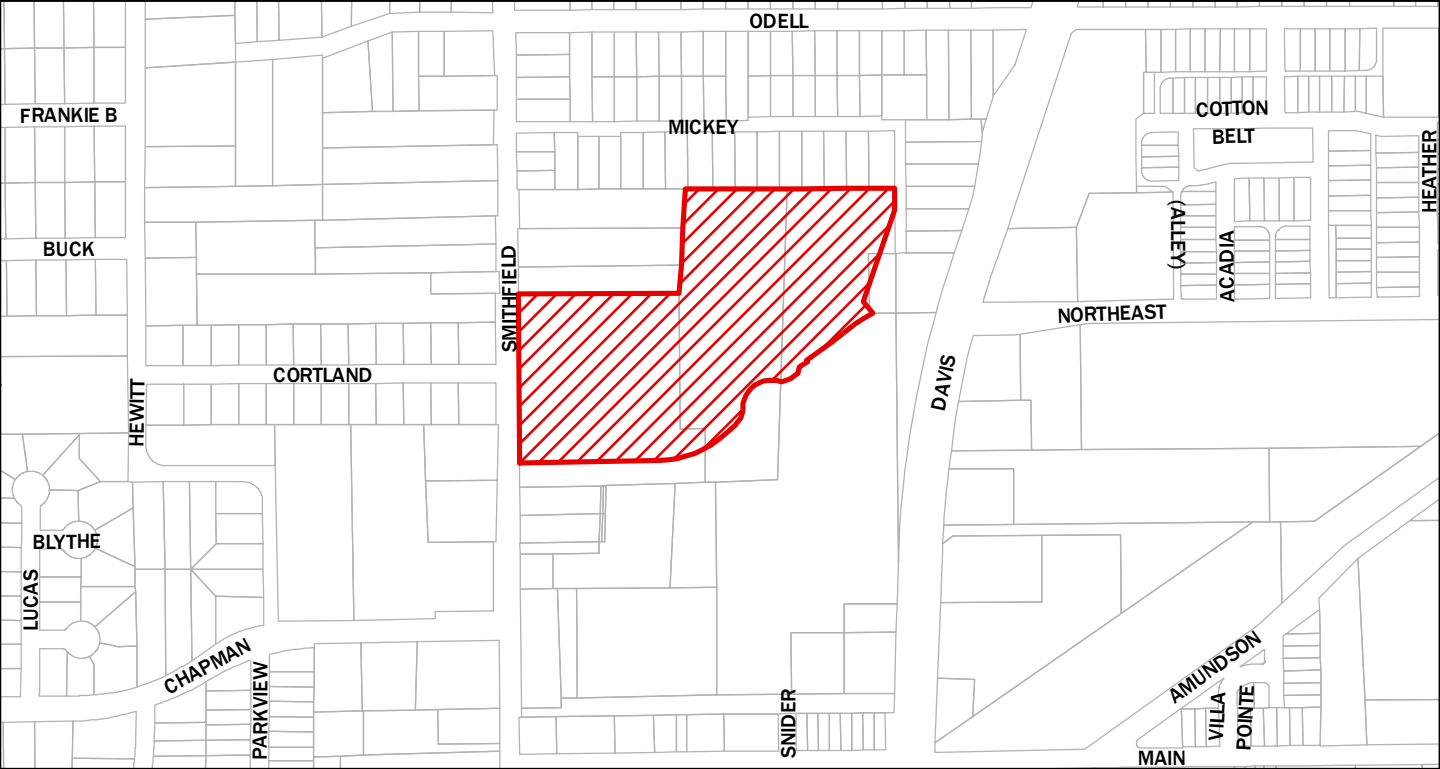 ODELL
FRANKIE B
MICKEY
COTTON
BELT
HEATHER
(ALLEY)
BUCK
ACADIA
SMITHFIELD
NORTHEAST
CORTLAND
DAVIS
HEWITT
BLYTHE
LUCAS
CHAPMAN
PARKVIEW
SNIDER
AMUNDSON
VILLA
POINTE
MAIN